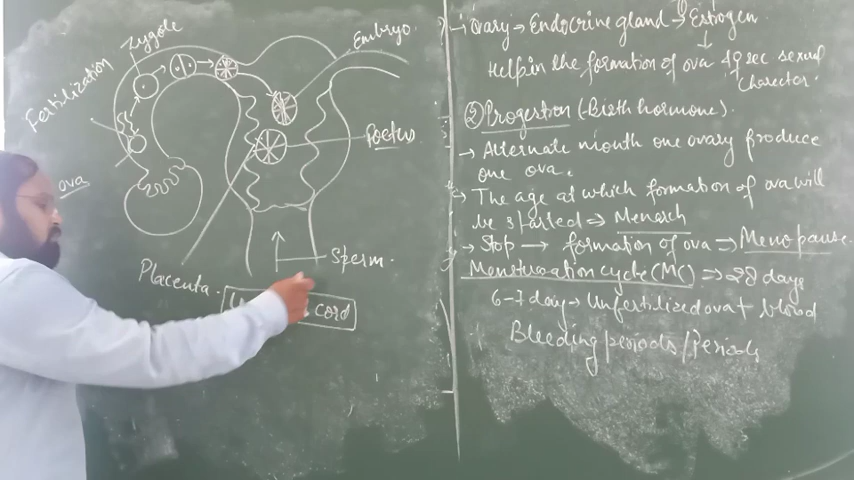 Zygote
Embryo
Fertilization
ova
Poetus
Sperm.
Placenta.
cord
Ovary → Endocrine gland → Estrogen
Help in the formation of ova & sec sexual
character.
② Progestron (Birth hormone).
→ Alternate month one ovary produce
one ova.
→ The age at which formation of ova will
be started ⇒ Menarch
→ Stop → formation of ova ⇒ Menopause.
Menstruation cycle (MC) ⇒ 28 days
6-7 day → Unfertilized ova + blood
Bleeding periods/Periods